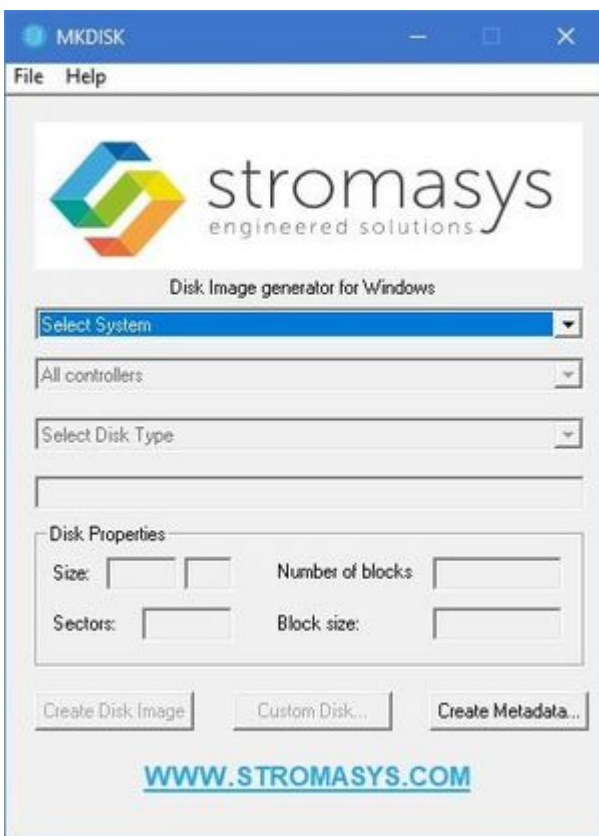 MKDISK
File Help
stromasys
engineered solutions
Disk Image generator for Windows
Select System
All controllers
Select Disk Type
Disk Properties
Size: Number of blocks
Sectors: Block size:
Create Disk Image Custom Disk... Create Metadata...
WWW.STROMASYS.COM